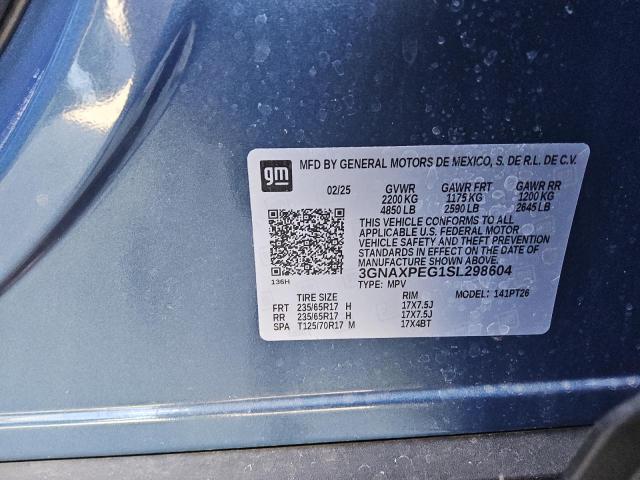 gm MFD BY GENERAL MOTORS DE MEXICO, S. DE R.L. DE C.V.
02/25 GVWR GAWR FRT GAWR RR
2200 KG 1175 KG 1200 KG
4850 LB 2590 LB 2645 LB
THIS VEHICLE CONFORMS TO ALL
APPLICABLE U.S. FEDERAL MOTOR
VEHICLE SAFETY AND THEFT PREVENTION
STANDARDS IN EFFECT ON THE DATE OF
MANUFACTURE SHOWN ABOVE.
3GNAXPEG1SL298604
136H
TYPE: MPV MODEL: 141PT26
TIRE SIZE RIM
FRT 235/65R17 H 17X7.5J
RR 235/65R17 H 17X7.5J
SPA T125/70R17 M 17X4BT